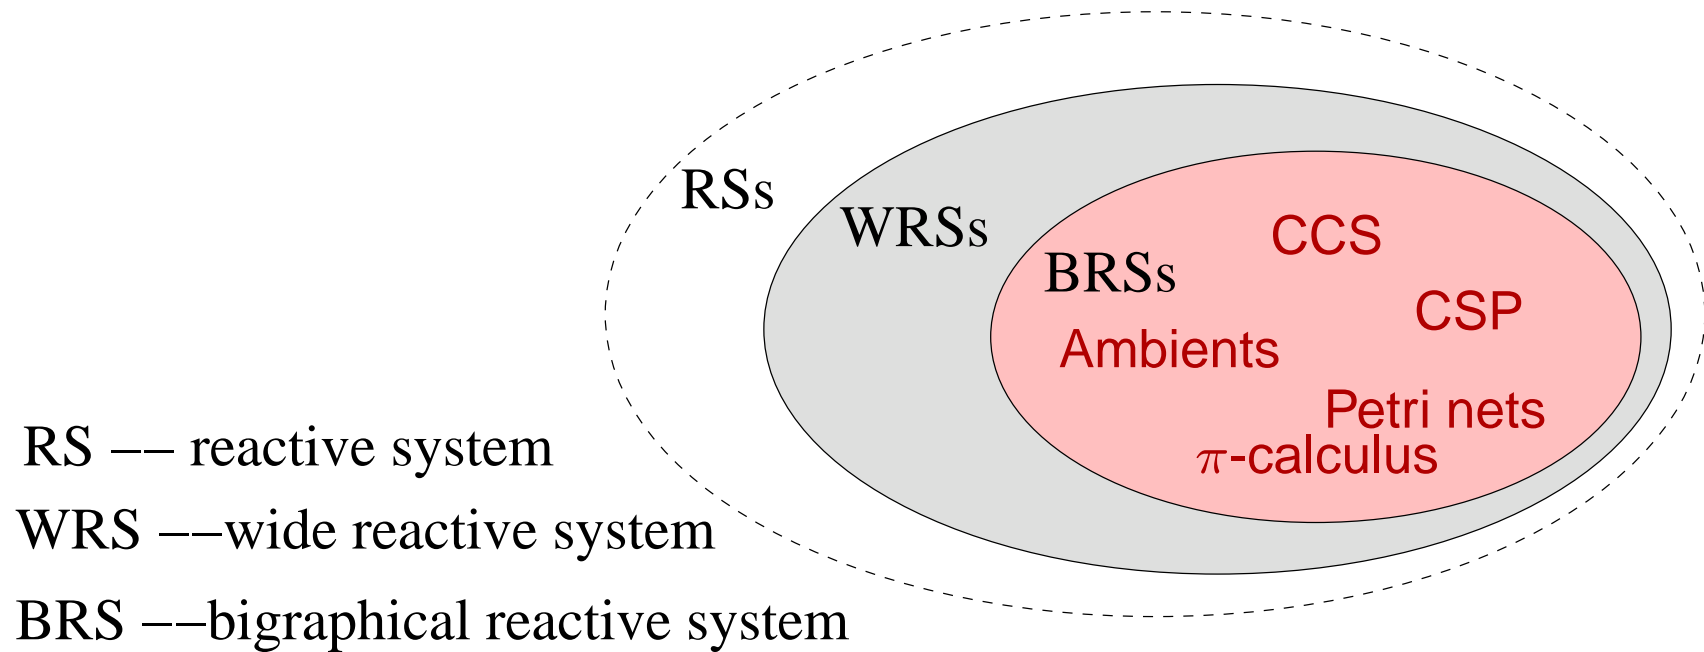 RSs
WRSs
CCS
BRSs
CSP
Ambients
Petri nets
π-calculus
RS —— reactive system
WRS ——wide reactive system
BRS ——bigraphical reactive system